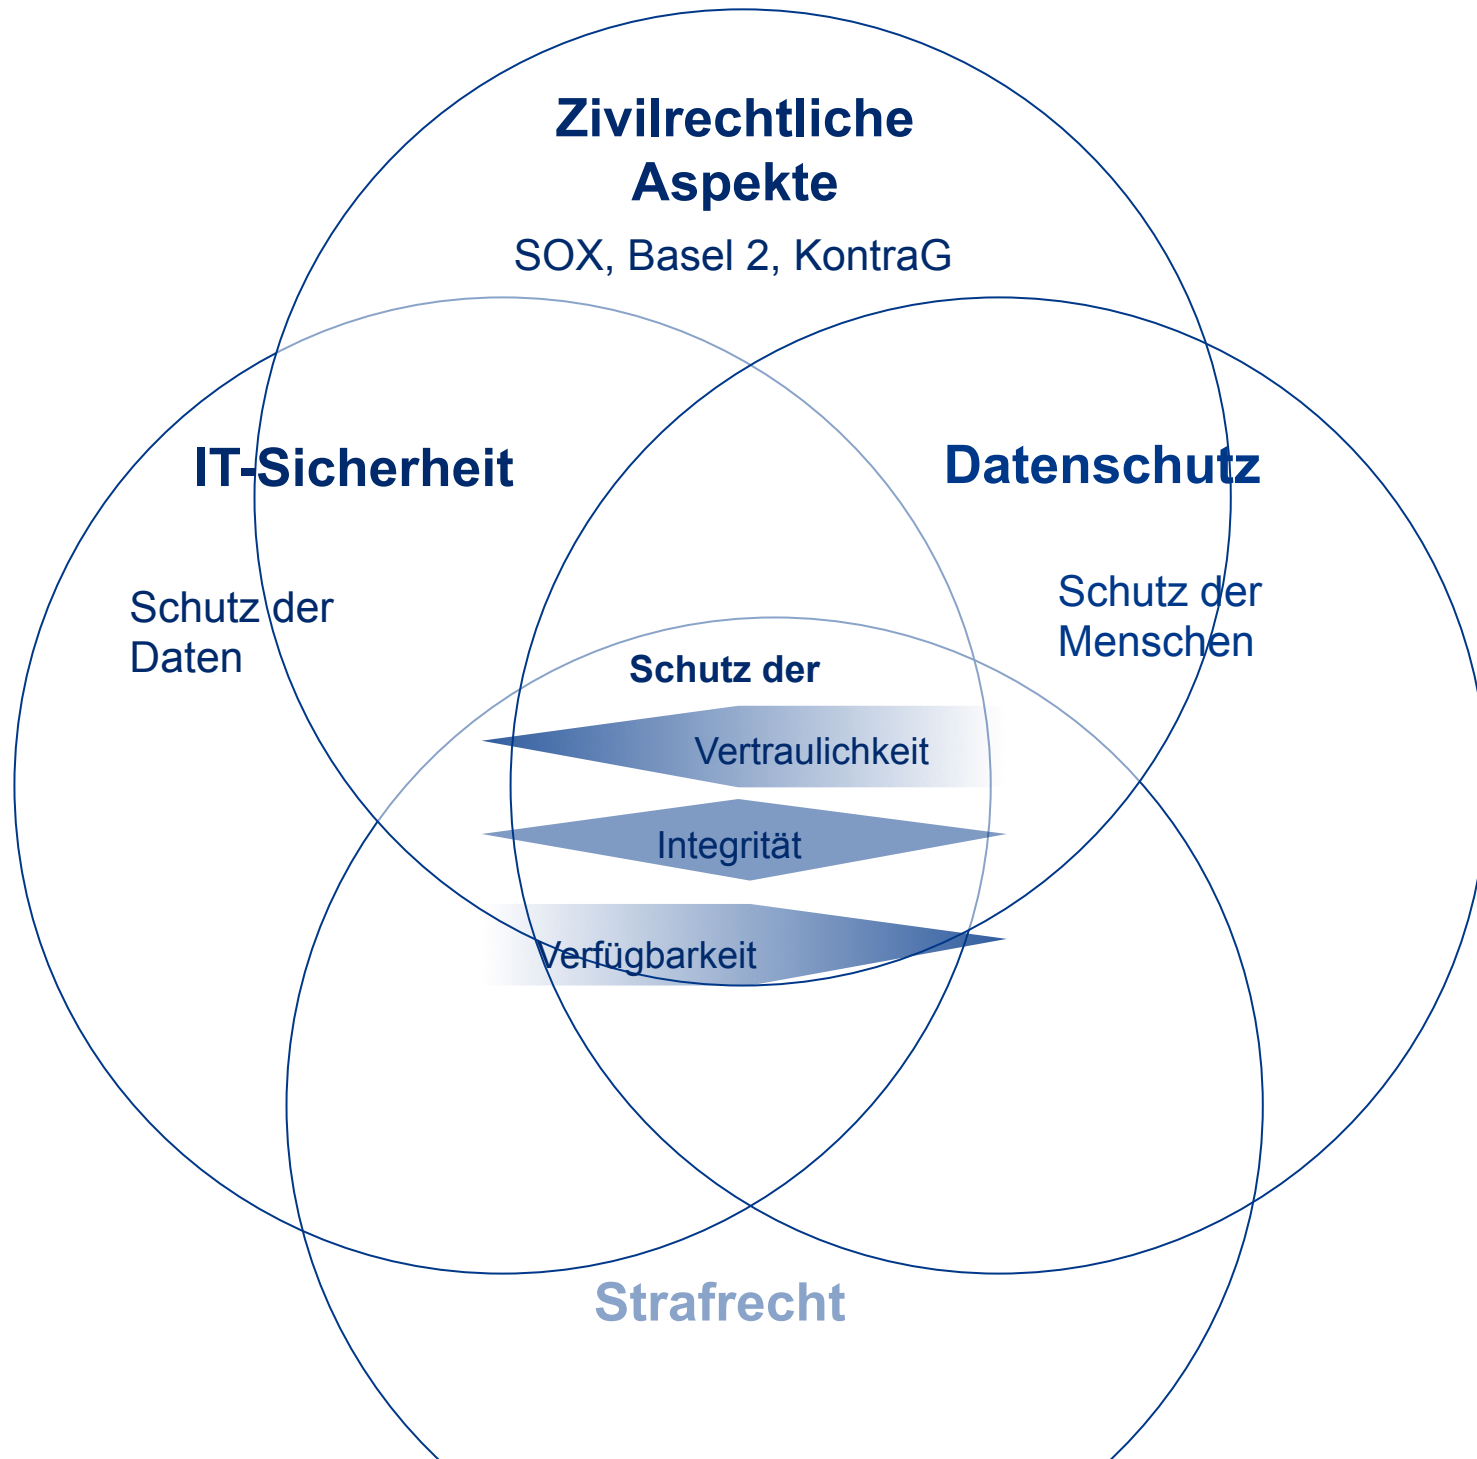 Zivilrechtliche
Aspekte
SOX, Basel 2, KontraG
IT-Sicherheit
Datenschutz
Schutz der
Daten
Schutz der
Menschen
Schutz der
Vertraulichkeit
Integrität
Verfügbarkeit
Strafrecht